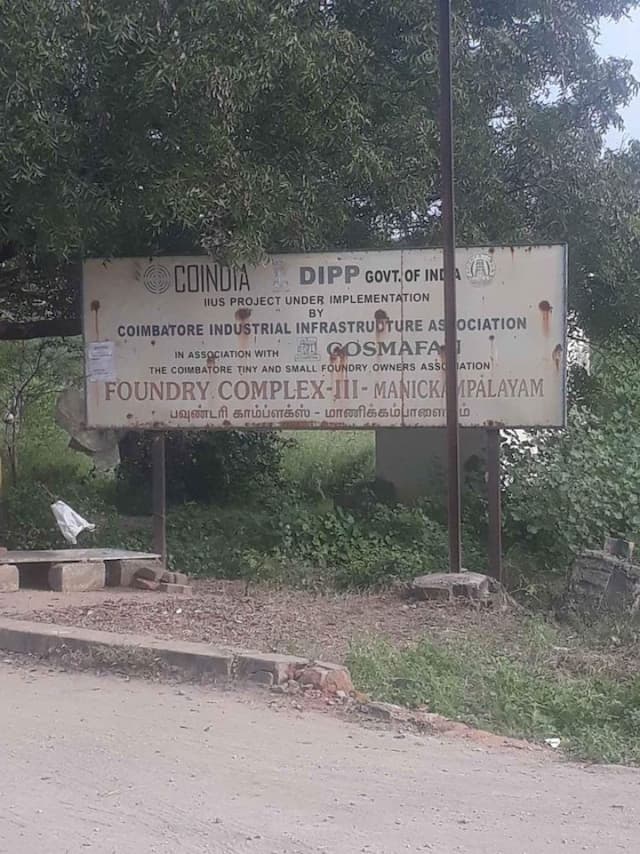 COINDIA DIPP GOVT. OF INDIA
IIUS PROJECT UNDER IMPLEMENTATION
BY
COIMBATORE INDUSTRIAL INFRASTRUCTURE ASSOCIATION
IN ASSOCIATION WITH COSMAFAN
THE COIMBATORE TINY AND SMALL FOUNDRY OWNERS ASSOCIATION
FOUNDRY COMPLEX-III- MANICKAMPALAYAM
பவுண்டரி காம்ப்ளக்ஸ் - மாணிக்கம்பாளையம்